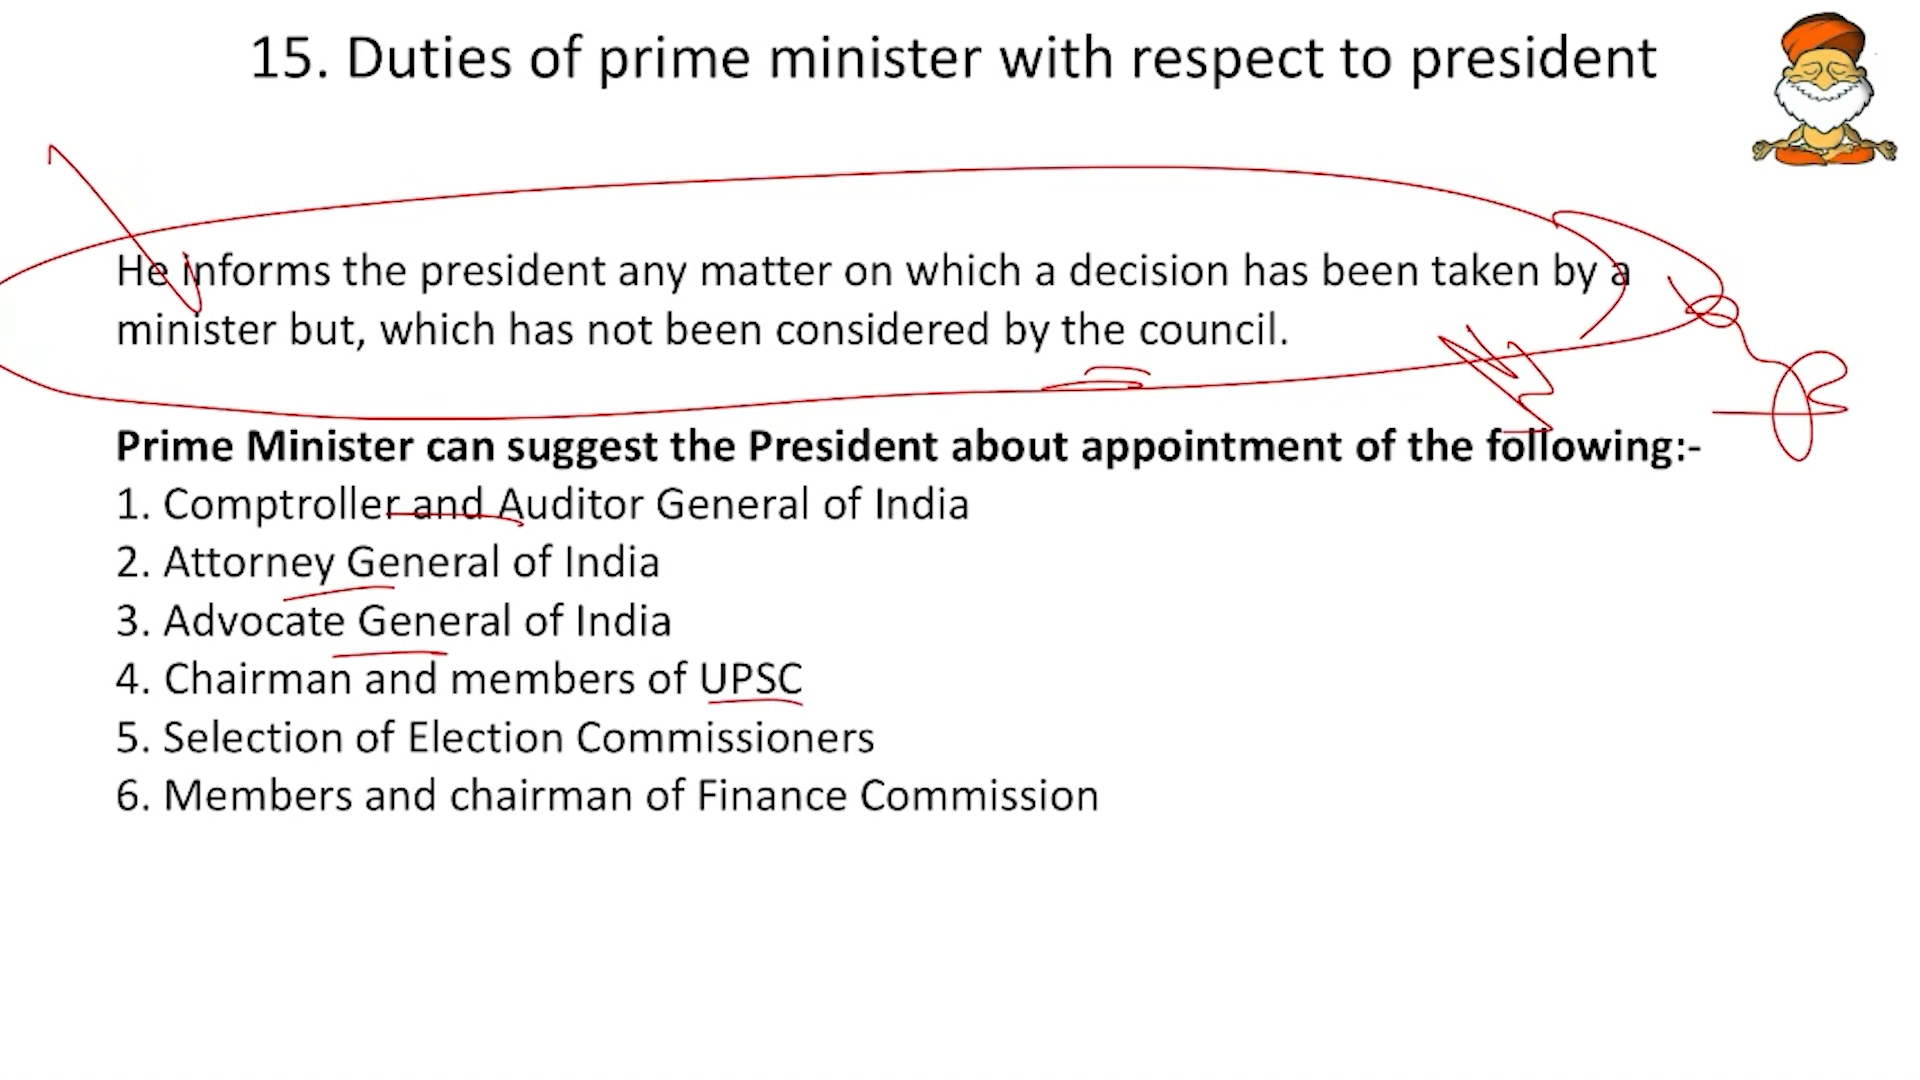 15. Duties of prime minister with respect to president
He informs the president any matter on which a decision has been taken by a
minister but, which has not been considered by the council.
Prime Minister can suggest the President about appointment of the following:-
1. Comptroller and Auditor General of India
2. Attorney General of India
3. Advocate General of India
4. Chairman and members of UPSC
5. Selection of Election Commissioners
6. Members and chairman of Finance Commission